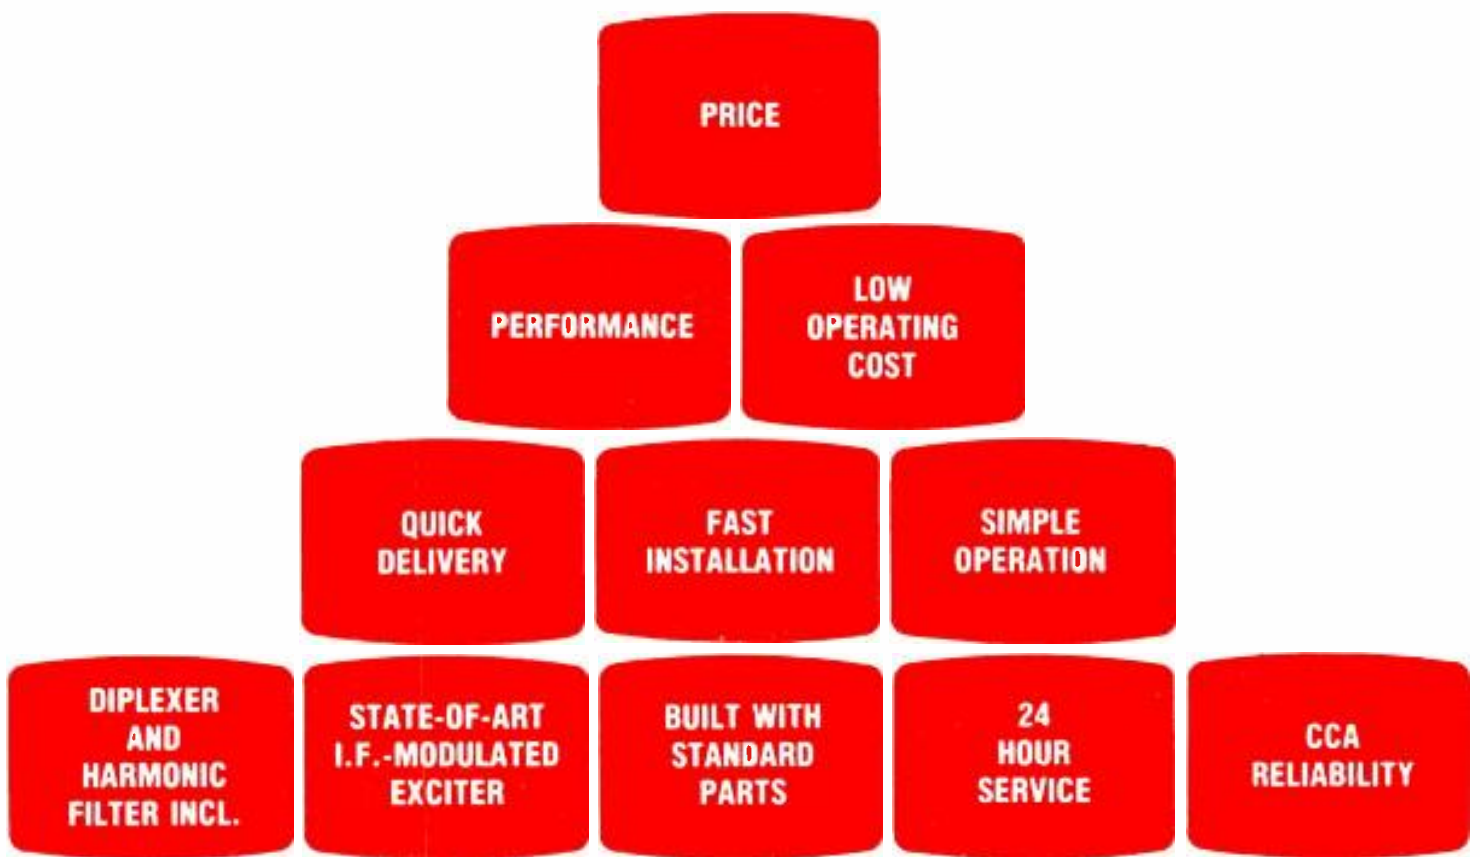 PRICE
PERFORMANCE
LOW
OPERATING
COST
QUICK
DELIVERY
FAST
INSTALLATION
SIMPLE
OPERATION
DIPLEXER
AND
HARMONIC
FILTER INCL.
STATE-OF-ART
I.F.-MODULATED
EXCITER
BUILT WITH
STANDARD
PARTS
24
HOUR
SERVICE
CCA
RELIABILITY